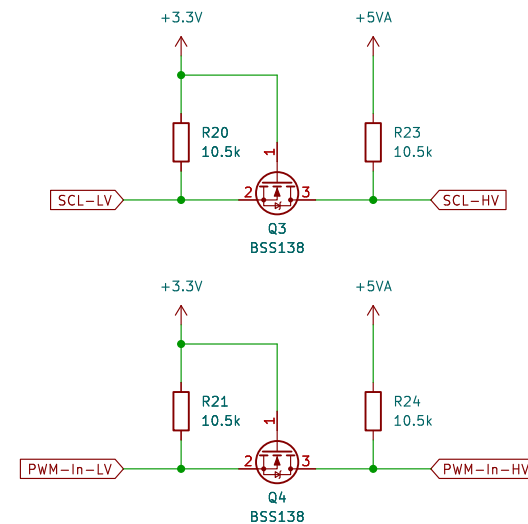 +3.3V
+5VA
R20
10.5k
R23
10.5k
1
SCL-LV
2
3
SCL-HV
Q3
BSS138
+3.3V
+5VA
R21
10.5k
R24
10.5k
1
PWM-In-LV
2
3
PWM-In-HV
Q4
BSS138